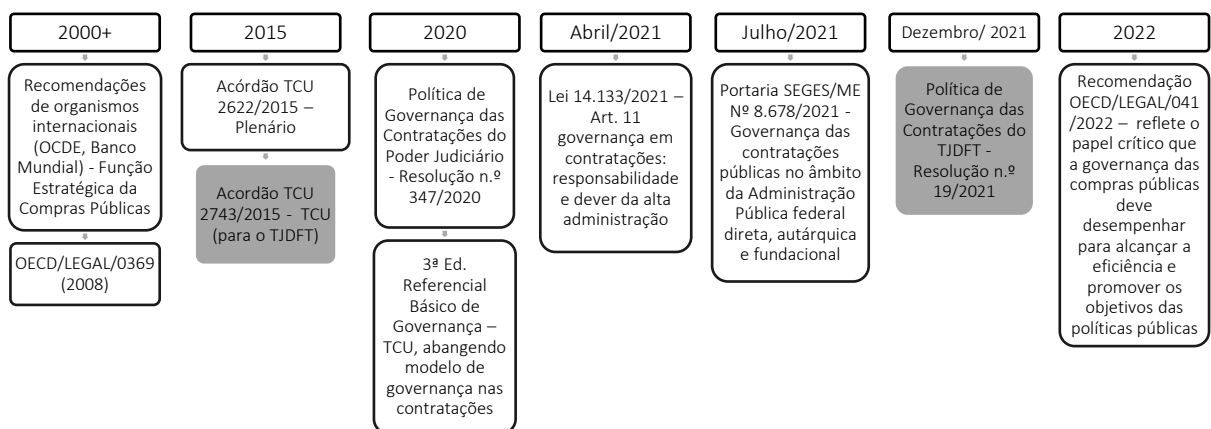 2000+
Recomendações
de organismos
internacionais
(OCDE, Banco
Mundial) - Função
Estratégica da
Compras Públicas
OECD/LEGAL/0369
(2008)
2015
Acórdão TCU
2622/2015 –
Plenário
Acordão TCU
2743/2015 - TCU
(para o TJDFT)
2020
Política de
Governança das
Contratações do
Poder Judiciário
- Resolução n.º
347/2020
3ª Ed.
Referencial
Básico de
Governança –
TCU, abangendo
modelo de
governança nas
contratações
Abril/2021
Lei 14.133/2021 –
Art. 11
governança em
contratações:
responsabilidade
e dever da alta
administração
Julho/2021
Portaria SEGES/ME
Nº 8.678/2021 -
Governança das
contratações
públicas no âmbito
da Administração
Pública federal
direta, autárquica
e fundacional
Dezembro/ 2021
Política de
Governança das
Contratações do
TJDFT -
Resolução n.º
19/2021
2022
Recomendação
OECD/LEGAL/041
/2022 – reflete o
papel crítico que
a governança das
compras públicas
deve
desempenhar
para alcançar a
eficiência e
promover os
objetivos das
políticas públicas